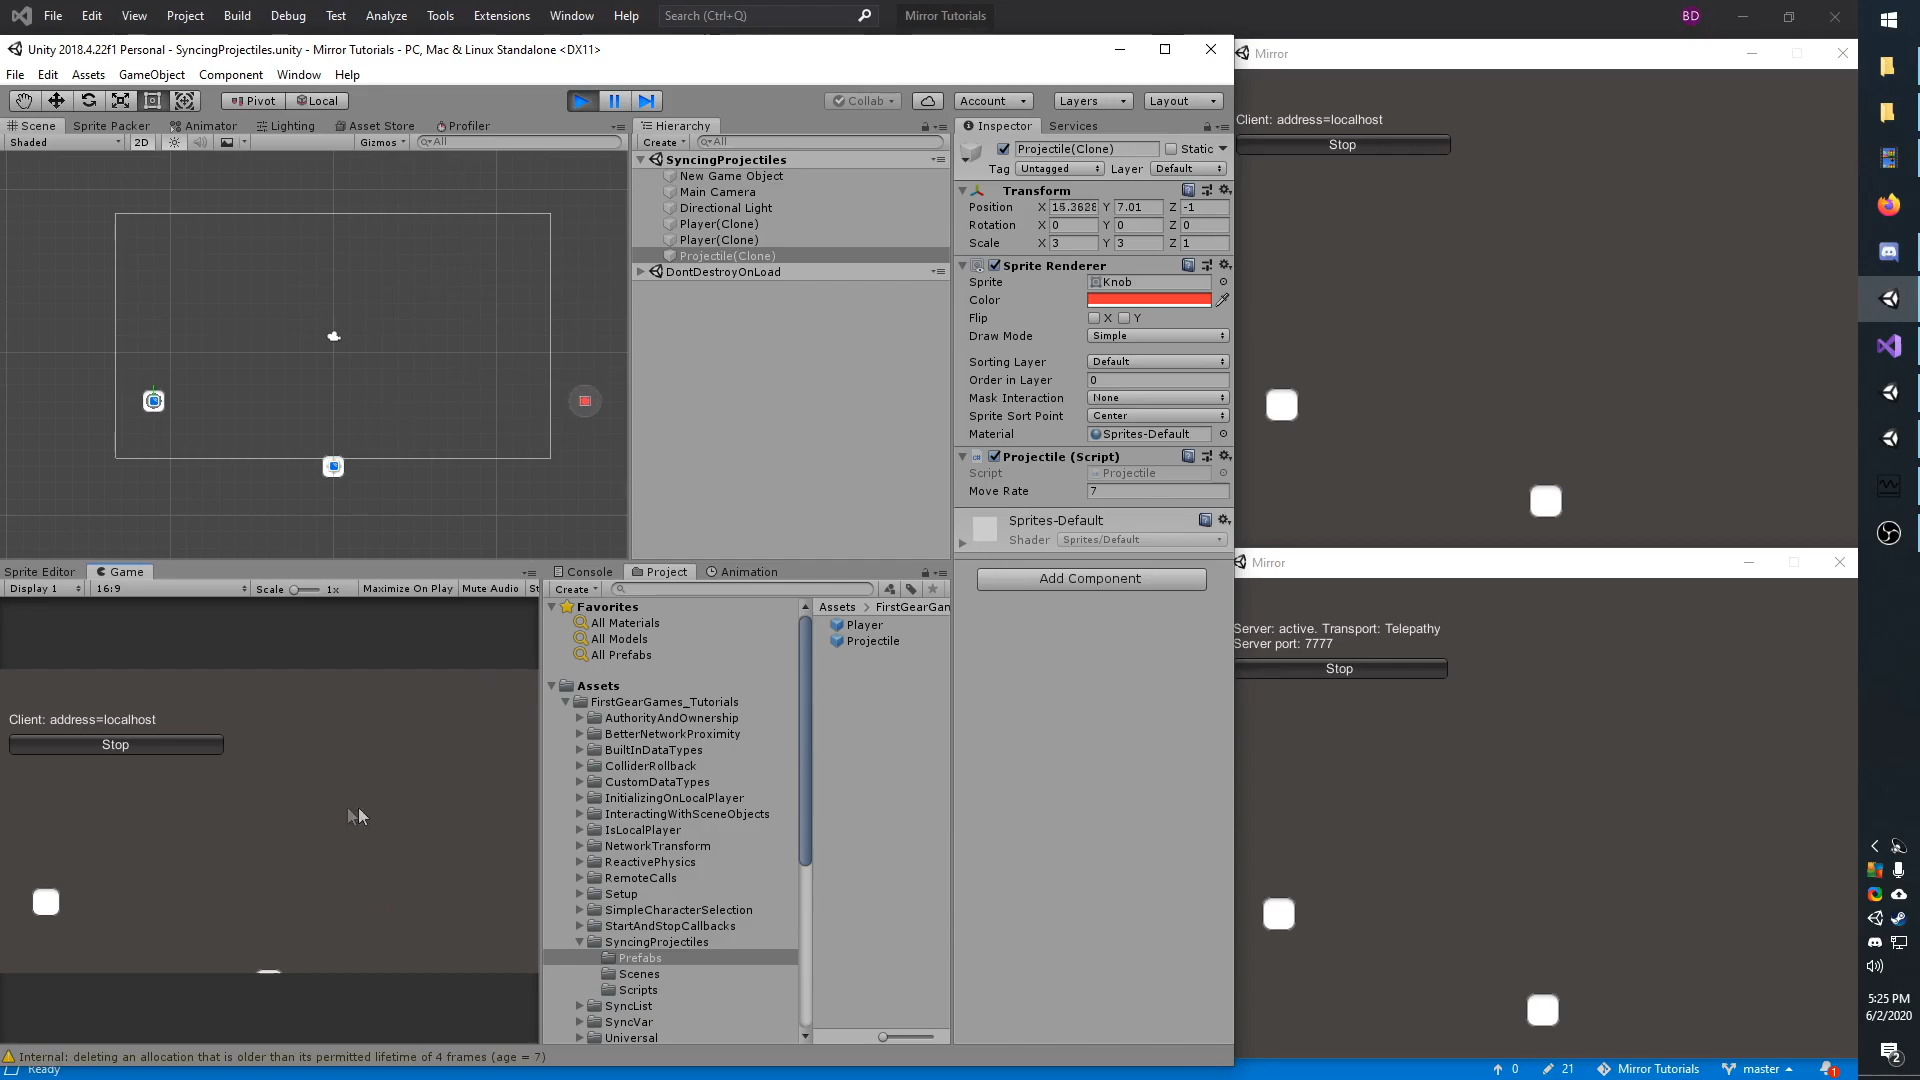 File Edit View Project Build Debug Test Analyze Tools Extensions Window Help Search (Ctrl+Q) Mirror Tutorials BD
Unity 2018.4.22f1 Personal - SyncingProjectiles.unity - Mirror Tutorials - PC, Mac & Linux Standalone <DX11>
File Edit Assets GameObject Component Window Help
Pivot Local Collab Account Layers Layout
Scene Sprite Packer Animator Lighting Asset Store Profiler
Shaded 2D Gizmos All
Hierarchy
Create All
SyncingProjectiles
New Game Object
Main Camera
Directional Light
Player(Clone)
Player(Clone)
Projectile(Clone)
DontDestroyOnLoad
Inspector Services
Projectile(Clone) Static
Tag Untagged Layer Default
Transform
Position X 15.3628 Y 7.01 Z -1
Rotation X 0 Y 0 Z 0
Scale X 3 Y 3 Z 1
Sprite Renderer
Sprite Knob
Color
Flip X Y
Draw Mode Simple
Sorting Layer Default
Order in Layer 0
Mask Interaction None
Sprite Sort Point Center
Material Sprites-Default
Projectile (Script)
Script Projectile
Move Rate 7
Sprites-Default
Shader Sprites/Default
Add Component
Sprite Editor Game
Display 1 16:9 Scale 1x Maximize On Play Mute Audio St
Client: address=localhost
Stop
Console Project Animation
Create
Favorites
All Materials
All Models
All Prefabs
Assets
FirstGearGames_Tutorials
AuthorityAndOwnership
BetterNetworkProximity
BuiltInDataTypes
ColliderRollback
CustomDataTypes
InitializingOnLocalPlayer
InteractingWithSceneObjects
IsLocalPlayer
NetworkTransform
ReactivePhysics
RemoteCalls
Setup
SimpleCharacterSelection
StartAndStopCallbacks
SyncingProjectiles
Prefabs
Scenes
Scripts
SyncList
SyncVar
Universal
Assets > FirstGearGam
Player
Projectile
Internal: deleting an allocation that is older than its permitted lifetime of 4 frames (age = 7)
Mirror
Client: address=localhost
Stop
Mirror
Server: active. Transport: Telepathy
Server port: 7777
Stop
5:25 PM
6/2/2020
2
Ready 0 21 Mirror Tutorials master 1